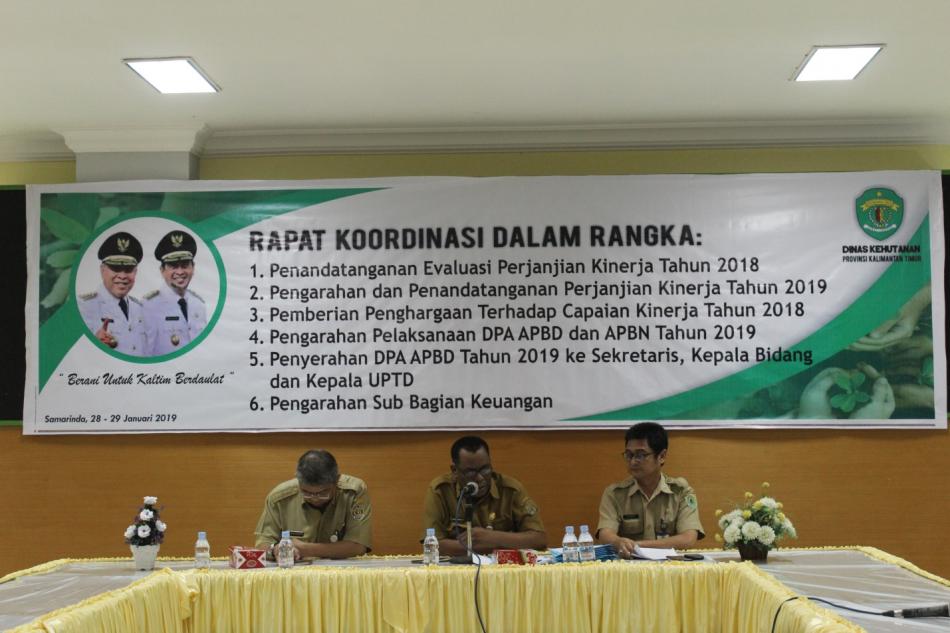 RAPAT KOORDINASI DALAM RANGKA:
1. Penandatanganan Evaluasi Perjanjian Kinerja Tahun 2018
2. Pengarahan dan Penandatanganan Perjanjian Kinerja Tahun 2019
3. Pemberian Penghargaan Terhadap Capaian Kinerja Tahun 2018
4. Pengarahan Pelaksanaan DPA APBD dan APBN Tahun 2019
5. Penyerahan DPA APBD Tahun 2019 ke Sekretaris, Kepala Bidang
dan Kepala UPTD
6. Pengarahan Sub Bagian Keuangan
DINAS KEHUTANAN
PROVINSI KALIMANTAN TIMUR
" Berani Untuk Kaltim Berdaulat "
Samarinda, 28 - 29 Januari 2019